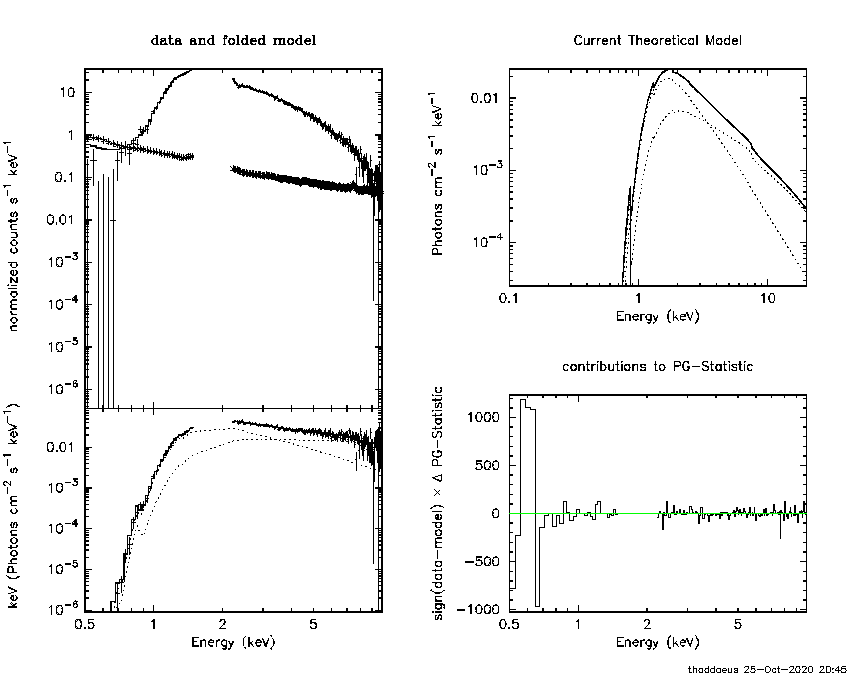 data and folded model
normalized counts s⁻¹ keV⁻¹
10
1
0.1
0.01
10⁻³
10⁻⁴
10⁻⁵
10⁻⁶
keV (Photons cm⁻² s⁻¹ keV⁻¹)
0.01
10⁻³
10⁻⁴
10⁻⁵
10⁻⁶
0.5 1 2 5
Energy (keV)
Current Theoretical Model
Photons cm⁻² s⁻¹ keV⁻¹
0.01
10⁻³
10⁻⁴
0.1 1 10
Energy (keV)
contributions to PG-Statistic
sign(data-model) × Δ PG-Statistic
1000
500
0
-500
-1000
0.5 1 2 5
Energy (keV)
thaddaeus 25-Oct-2020 20:45